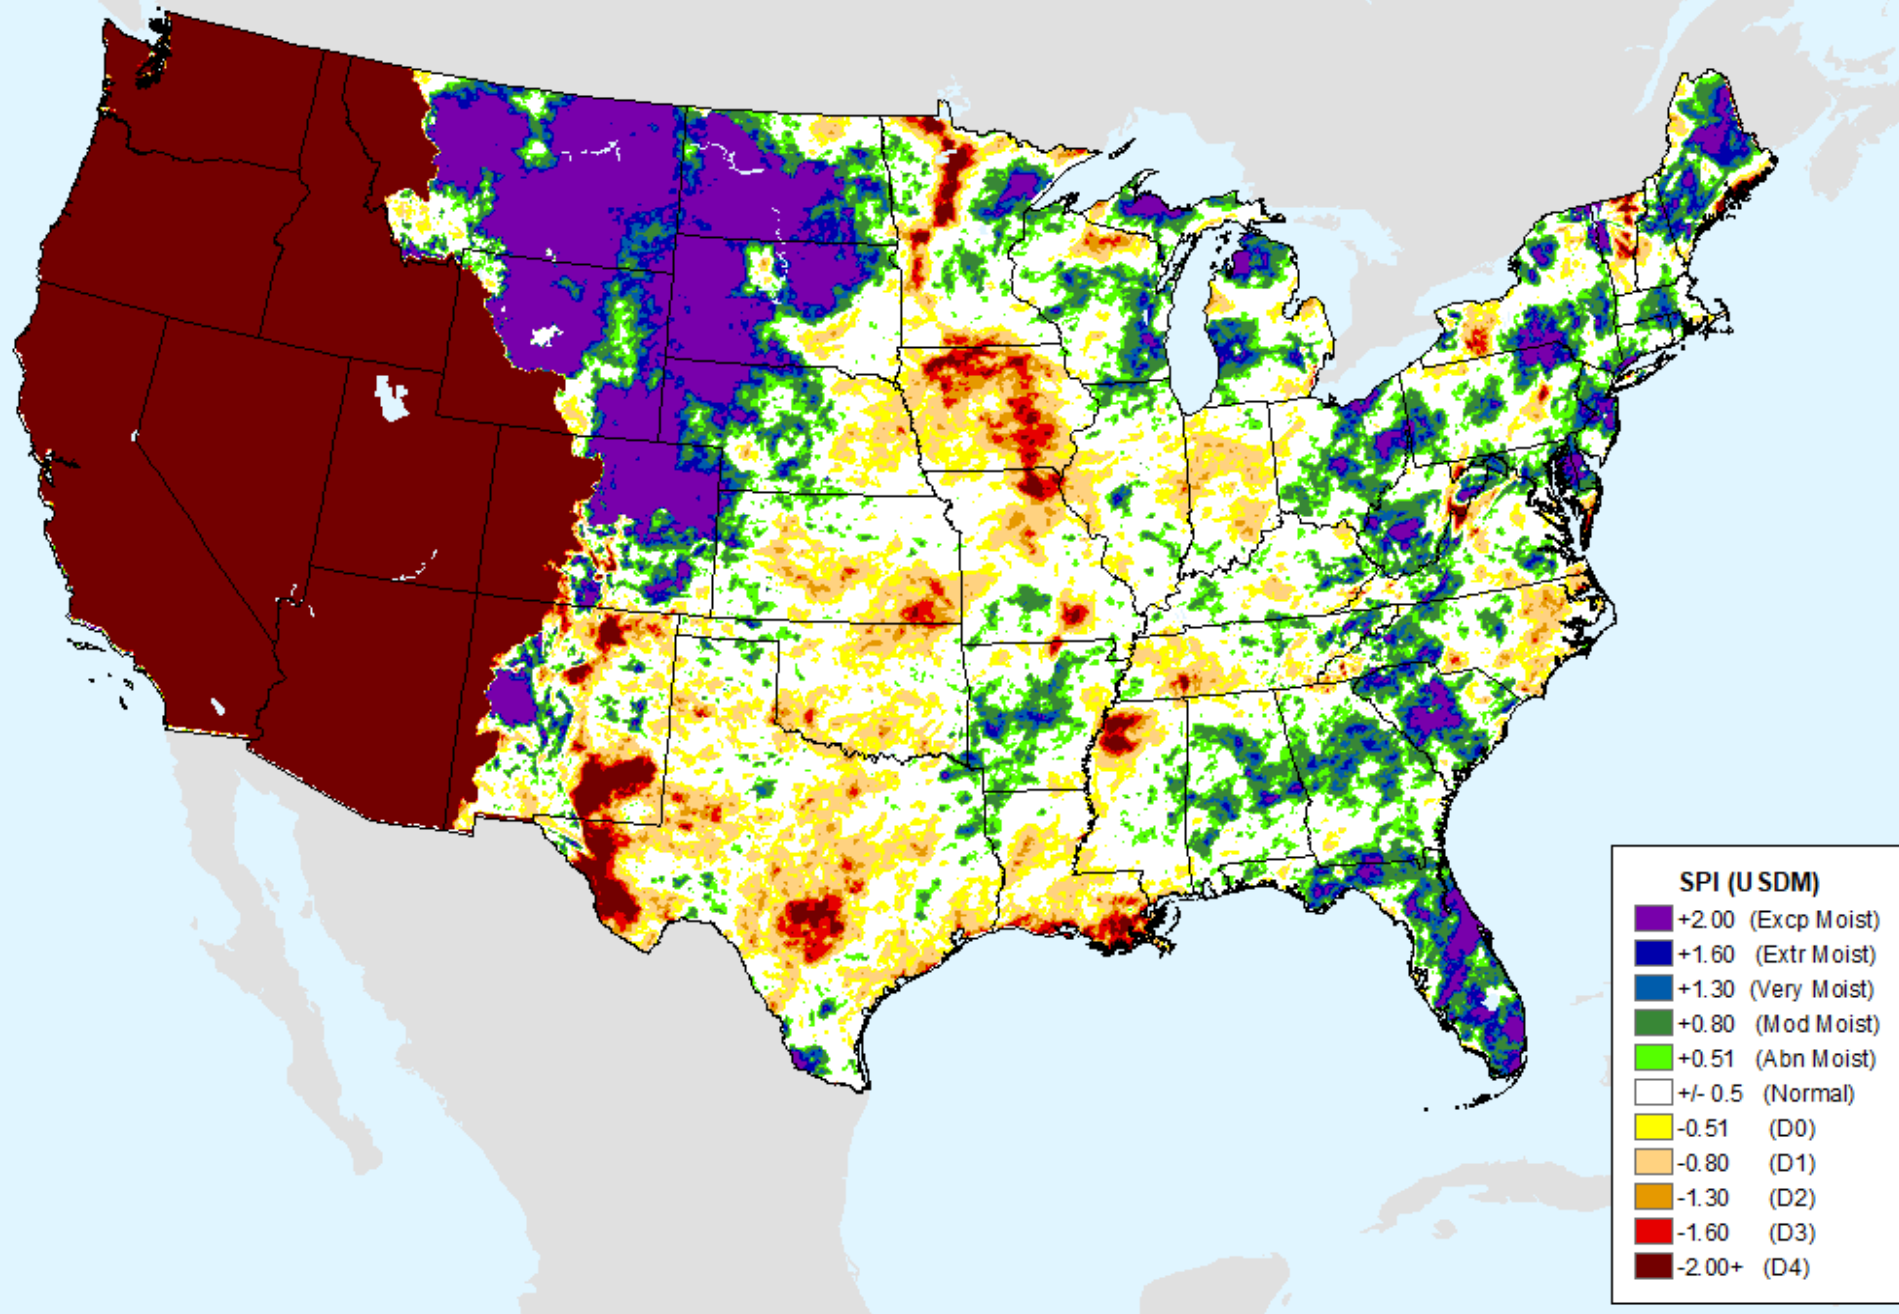 SPI (USDM)
+2.00 (Excp Moist)
+1.60 (Extr Moist)
+1.30 (Very Moist)
+0.80 (Mod Moist)
+0.51 (Abn Moist)
+/- 0.5 (Normal)
-0.51 (D0)
-0.80 (D1)
-1.30 (D2)
-1.60 (D3)
-2.00+ (D4)